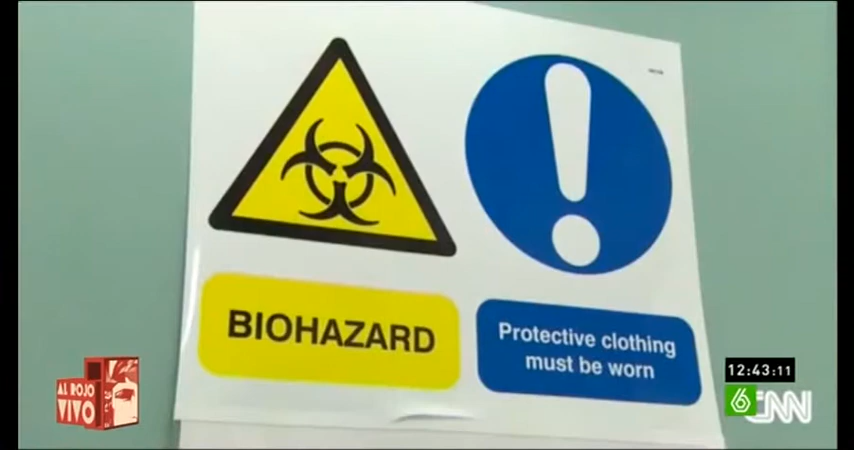 BIOHAZARD
Protective clothing
must be worn
AL ROJO
VIVO
12:43:11
6
CNN